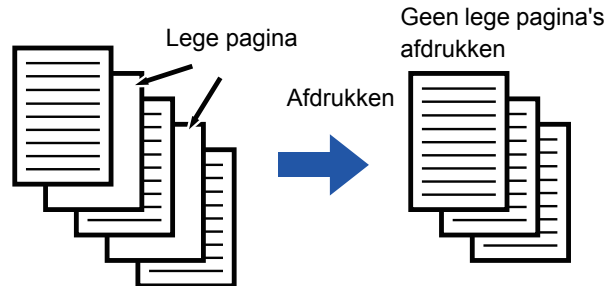 Lege pagina
Afdrukken
Geen lege pagina's
afdrukken